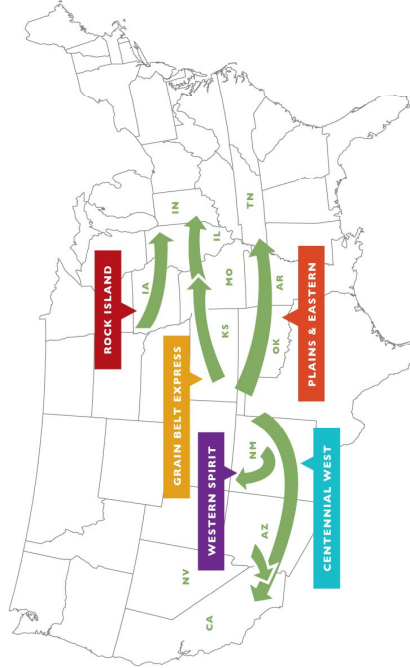 ROCK ISLAND
GRAIN BELT EXPRESS
WESTERN SPIRIT
PLAINS & EASTERN
CENTENNIAL WEST
NV
CA
AZ
NM
KS
OK
IA
MO
AR
IL
IN
TN